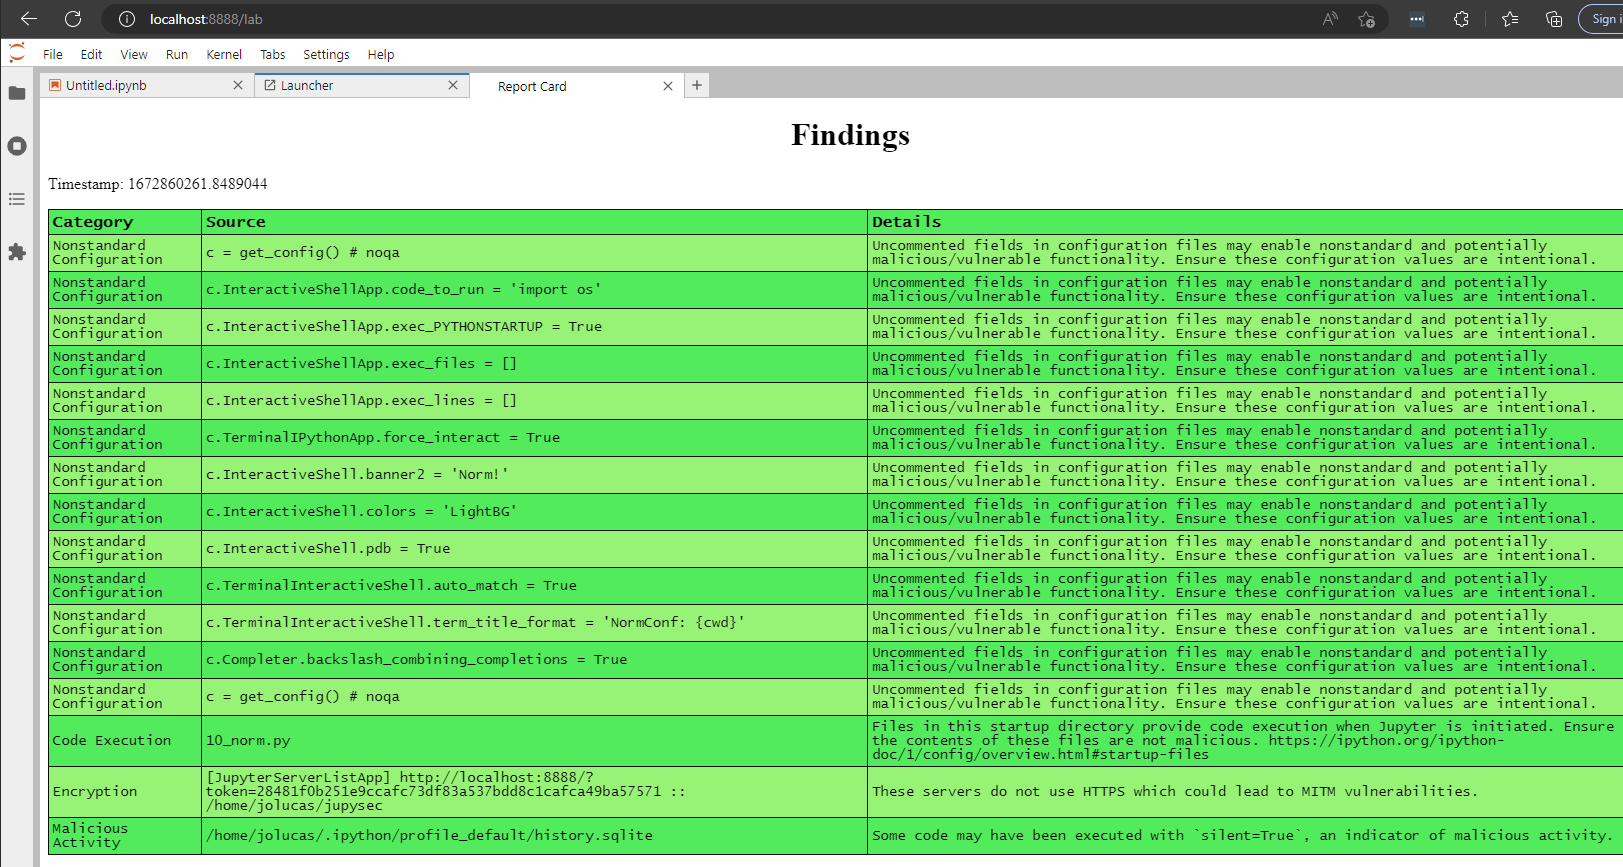 localhost:8888/lab
Sign i
File Edit View Run Kernel Tabs Settings Help
Untitled.ipynb Launcher Report Card
Findings
Timestamp: 1672860261.8489044
Category Source Details
Nonstandard Configuration c = get_config() # noqa Uncommented fields in configuration files may enable nonstandard and potentially
malicious/vulnerable functionality. Ensure these configuration values are intentional.
Nonstandard Configuration c.InteractiveShellApp.code_to_run = 'import os' Uncommented fields in configuration files may enable nonstandard and potentially
malicious/vulnerable functionality. Ensure these configuration values are intentional.
Nonstandard Configuration c.InteractiveShellApp.exec_PYTHONSTARTUP = True Uncommented fields in configuration files may enable nonstandard and potentially
malicious/vulnerable functionality. Ensure these configuration values are intentional.
Nonstandard Configuration c.InteractiveShellApp.exec_files = [] Uncommented fields in configuration files may enable nonstandard and potentially
malicious/vulnerable functionality. Ensure these configuration values are intentional.
Nonstandard Configuration c.InteractiveShellApp.exec_lines = [] Uncommented fields in configuration files may enable nonstandard and potentially
malicious/vulnerable functionality. Ensure these configuration values are intentional.
Nonstandard Configuration c.TerminalIPythonApp.force_interact = True Uncommented fields in configuration files may enable nonstandard and potentially
malicious/vulnerable functionality. Ensure these configuration values are intentional.
Nonstandard Configuration c.InteractiveShell.banner2 = 'Norm!' Uncommented fields in configuration files may enable nonstandard and potentially
malicious/vulnerable functionality. Ensure these configuration values are intentional.
Nonstandard Configuration c.InteractiveShell.colors = 'LightBG' Uncommented fields in configuration files may enable nonstandard and potentially
malicious/vulnerable functionality. Ensure these configuration values are intentional.
Nonstandard Configuration c.InteractiveShell.pdb = True Uncommented fields in configuration files may enable nonstandard and potentially
malicious/vulnerable functionality. Ensure these configuration values are intentional.
Nonstandard Configuration c.TerminalInteractiveShell.auto_match = True Uncommented fields in configuration files may enable nonstandard and potentially
malicious/vulnerable functionality. Ensure these configuration values are intentional.
Nonstandard Configuration c.TerminalInteractiveShell.term_title_format = 'NormConf: {cwd}' Uncommented fields in configuration files may enable nonstandard and potentially
malicious/vulnerable functionality. Ensure these configuration values are intentional.
Nonstandard Configuration c.Completer.backslash_combining_completions = True Uncommented fields in configuration files may enable nonstandard and potentially
malicious/vulnerable functionality. Ensure these configuration values are intentional.
Nonstandard Configuration c = get_config() # noqa Uncommented fields in configuration files may enable nonstandard and potentially
malicious/vulnerable functionality. Ensure these configuration values are intentional.
Code Execution 10_norm.py Files in this startup directory provide code execution when Jupyter is initiated. Ensure
the contents of these files are not malicious. https://ipython.org/ipython-
doc/1/config/overview.html#startup-files
Encryption [JupyterServerListApp] http://localhost:8888/?
token=28481f0b251e9ccafc73df83a537bdd8c1cafca49ba57571 ::
/home/jolucas/jupysec These servers do not use HTTPS which could lead to MITM vulnerabilities.
Malicious Activity /home/jolucas/.ipython/profile_default/history.sqlite Some code may have been executed with `silent=True`, an indicator of malicious activity.